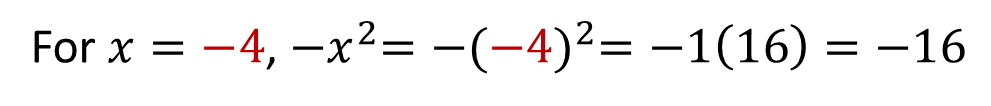 For x = −4, −x² = −(−4)² = −1(16) = −16